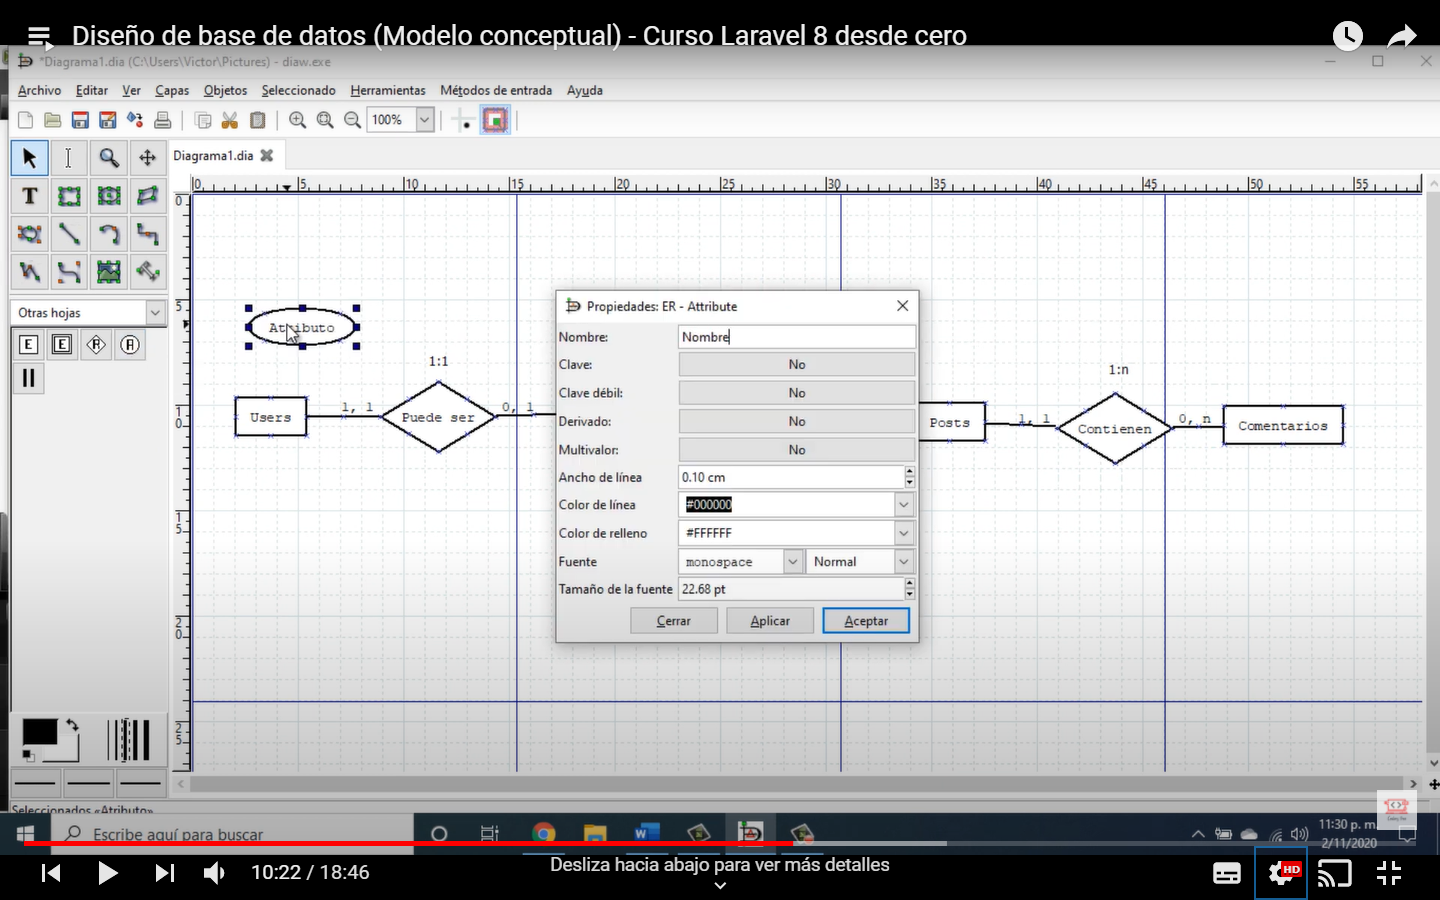 Diseño de base de datos (Modelo conceptual) - Curso Laravel 8 desde cero
*Diagrama1.dia (C:\Users\Victor\Pictures) - diaw.exe
Archivo Editar Ver Capas Objetos Seleccionado Herramientas Métodos de entrada Ayuda
100%
Diagrama1.dia
0 5 10 15 20 25 30 35 40 45 50 55
T
0
5
10
15
20
25
Otras hojas
E E R A
Atributo
1:1
Users
1, 1
Puede ser
0, 1
Propiedades: ER - Attribute
Nombre: Nombre
Clave: No
Clave débil: No
Derivado: No
Multivalor: No
Ancho de línea 0.10 cm
Color de línea #000000
Color de relleno #FFFFFF
Fuente monospace Normal
Tamaño de la fuente 22.68 pt
Cerrar Aplicar Aceptar
1:n
Posts
1, 1
Contienen
0, n
Comentarios
Seleccionados «Atributo»
Escribe aquí para buscar
11:30 p. m.
2/11/2020
10:22 / 18:46
Desliza hacia abajo para ver más detalles
HD